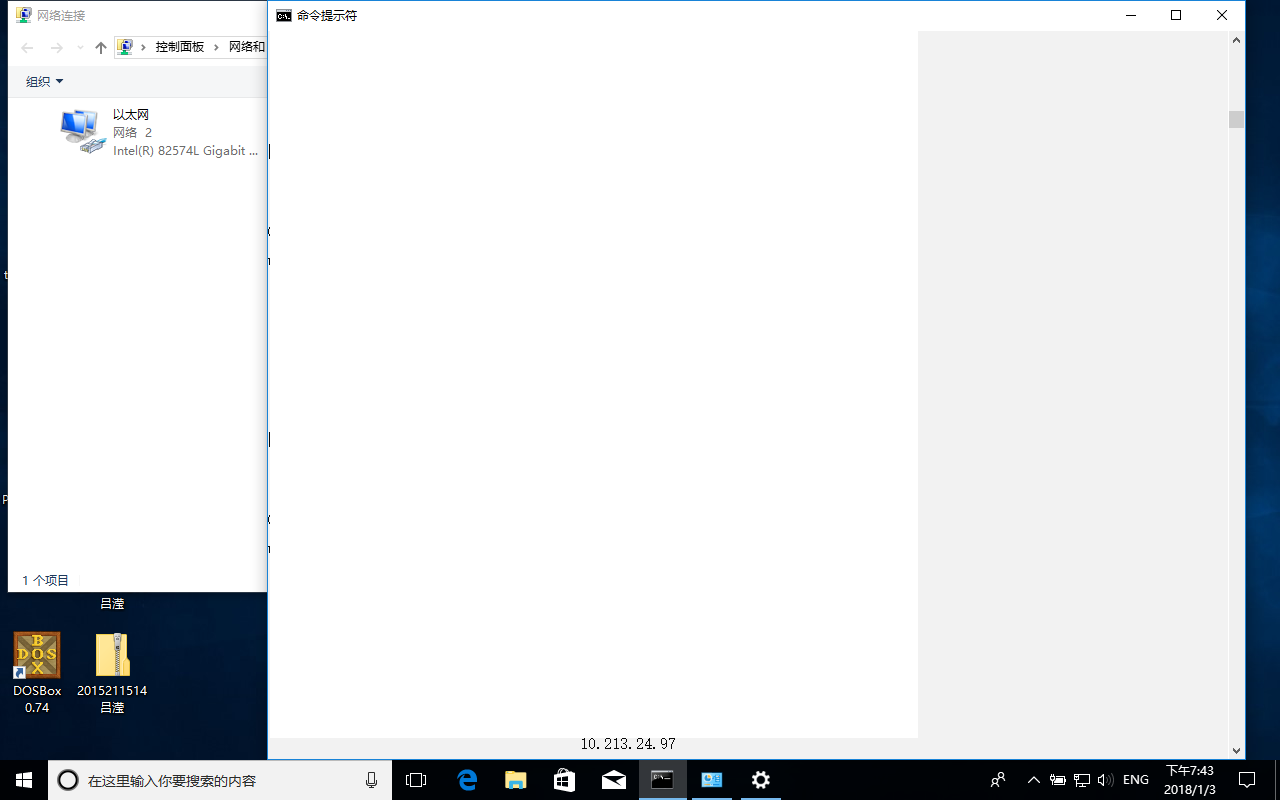 网络连接
命令提示符
控制面板
网络和
组织
以太网
网络 2
Intel(R) 82574L Gigabit ...
1 个项目
吕滢
DOSBox
0.74
2015211514
吕滢
10.213.24.97
在这里输入你要搜索的内容
ENG
下午7:43
2018/1/3